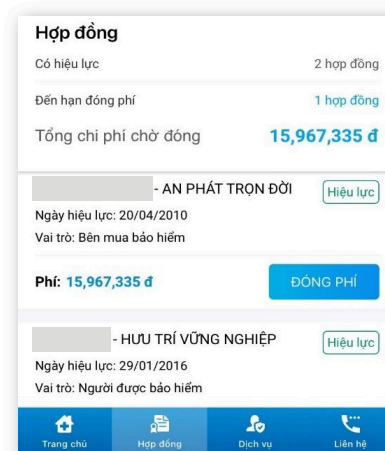 Hợp đồng
Có hiệu lực 2 hợp đồng
Đến hạn đóng phí 1 hợp đồng
Tổng chi phí chờ đóng 15,967,335 đ
- AN PHÁT TRỌN ĐỜI Hiệu lực
Ngày hiệu lực: 20/04/2010
Vai trò: Bên mua bảo hiểm
Phí: 15,967,335 đ ĐÓNG PHÍ
- HƯU TRÍ VỮNG NGHIỆP Hiệu lực
Ngày hiệu lực: 29/01/2016
Vai trò: Người được bảo hiểm
Trang chủ Hợp đồng Dịch vụ Liên hệ